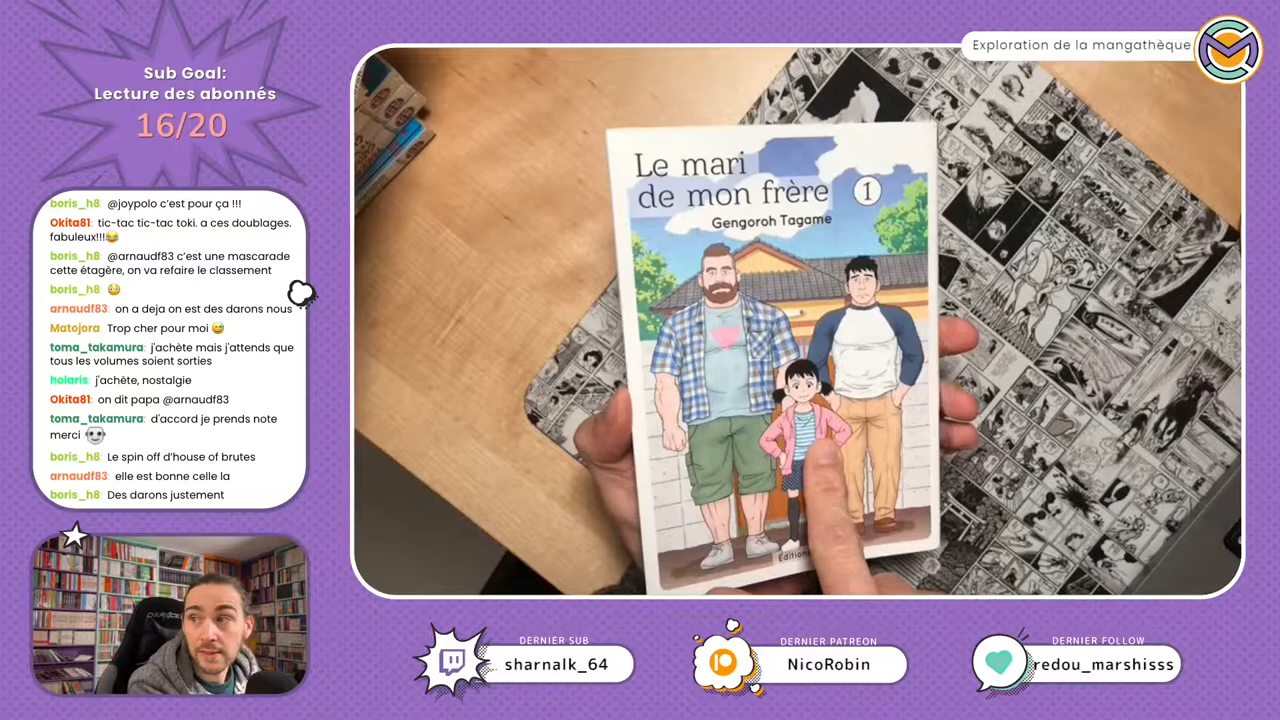 Sub Goal:
Lecture des abonnés
16/20
boris_h8: @joypolo c’est pour ça !!!
Okita81: tic-tac tic-tac toki. a ces doublages.
fabuleux!!!😂
boris_h8 @arnaudf83 c’est une mascarade
cette étagère, on va refaire le classement
boris_h8: 😳
arnaudf83: on a deja on est des darons nous
Matojora: Trop cher pour moi 😅
toma_takamura: j'achète mais j'attends que
tous les volumes soient sorties
holaris: j'achète, nostalgie
Okita81: on dit papa @arnaudf83
toma_takamura: d'accord je prends note
merci
boris_h8: Le spin off d’house of brutes
arnaudf83: elle est bonne celle la
boris_h8: Des darons justement
DXRACER
Exploration de la mangathèque
Le mari
de mon frère 1
Gengoroh Tagame
Éditions
DERNIER SUB
sharnalk_64
DERNIER PATREON
NicoRobin
DERNIER FOLLOW
redou_marshisss